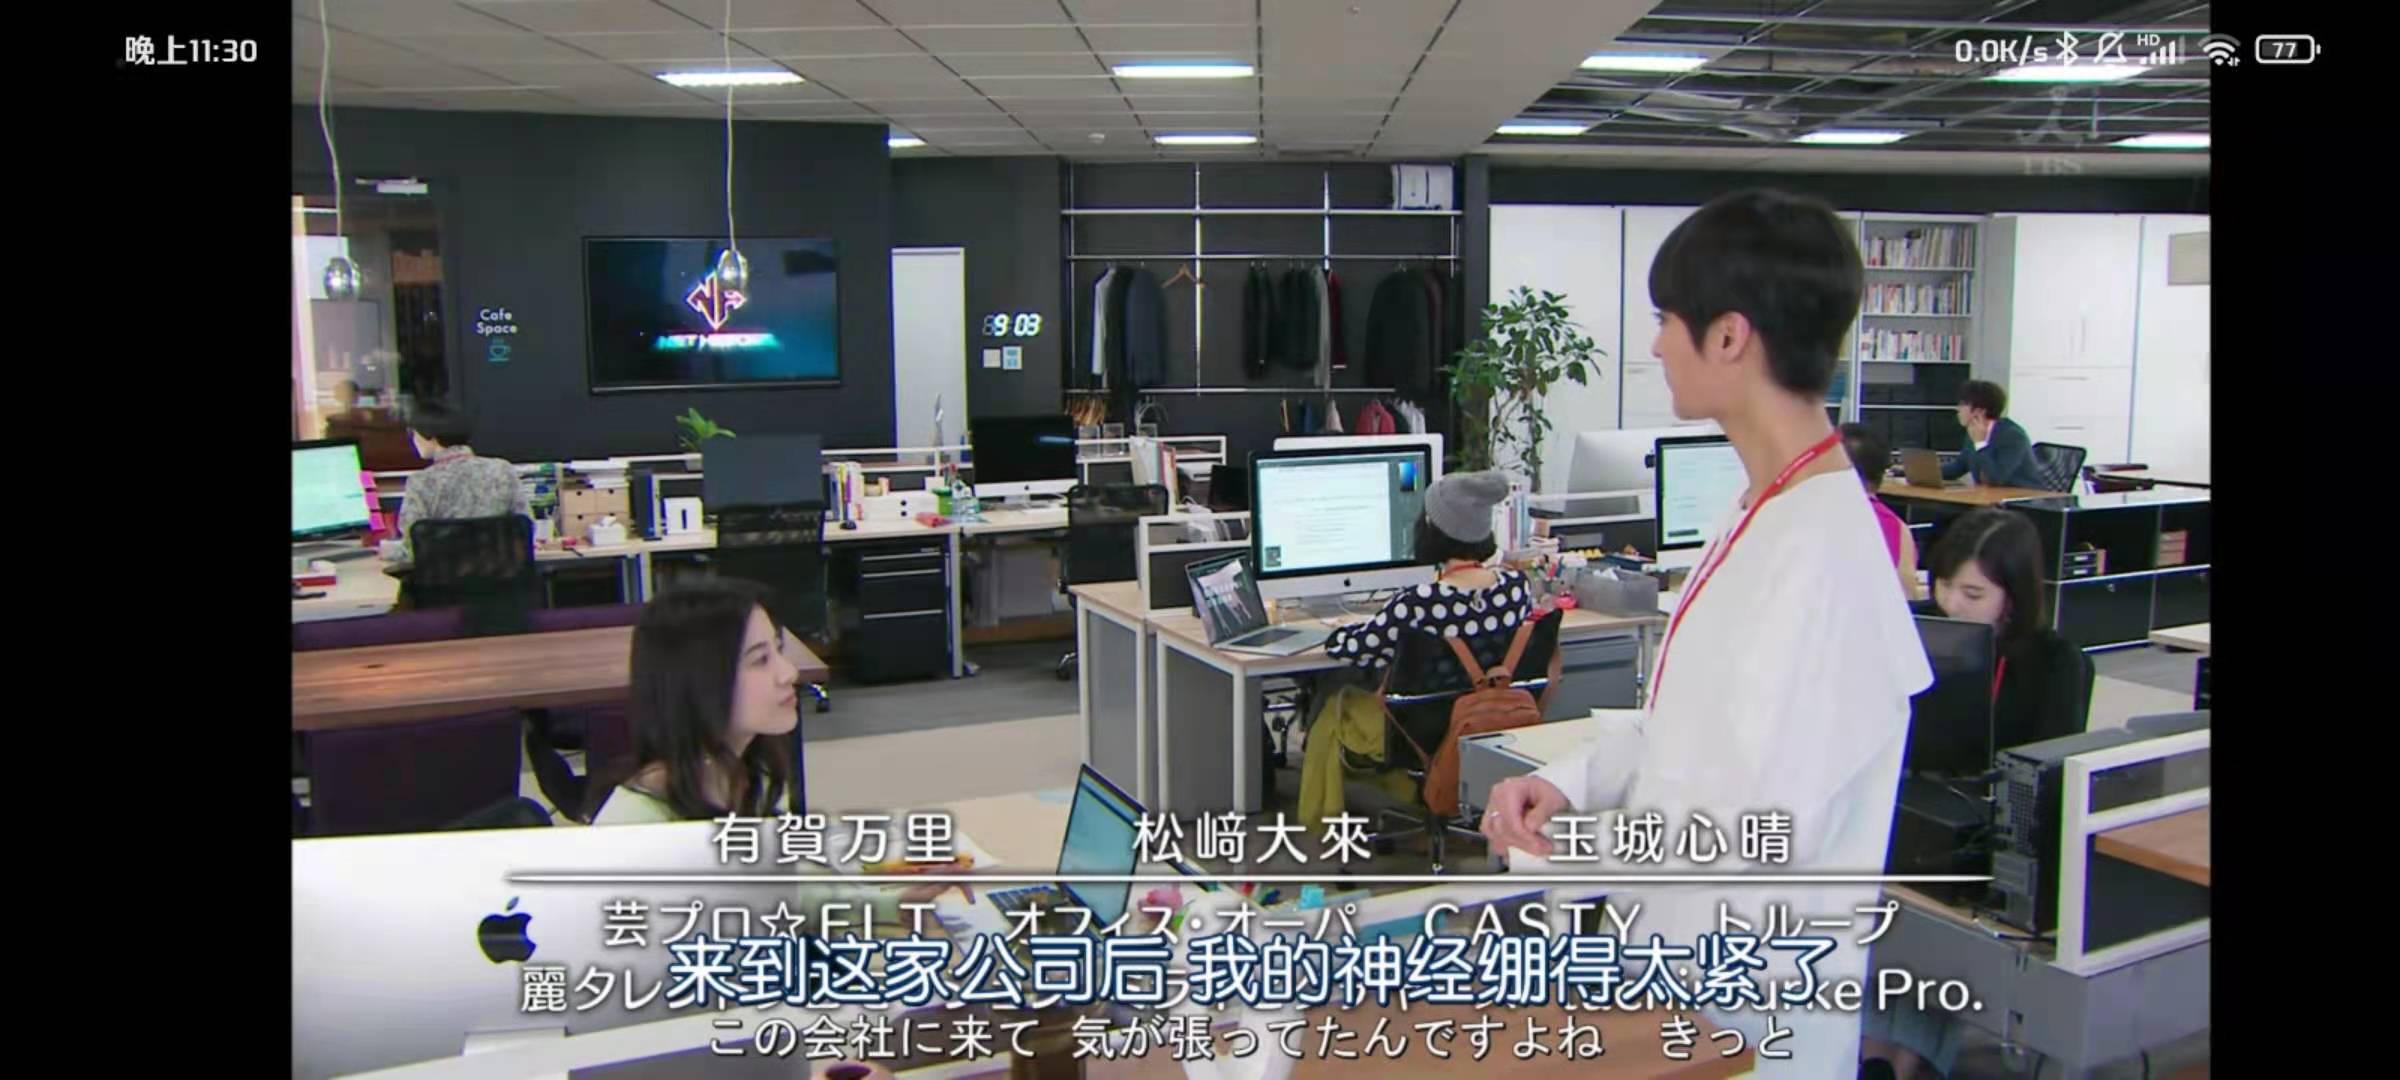 晚上11:30
0.0K/s HD 77
Cafe
Space
9:03
有賀万里 松﨑大來 玉城心晴
芸プロ☆ELT オフィス・オーパ CASTY トループ
来到这家公司后 我的神经绷得太紧了
麗タレン Pro.
この会社に来て 気が張ってたんですよね きっと